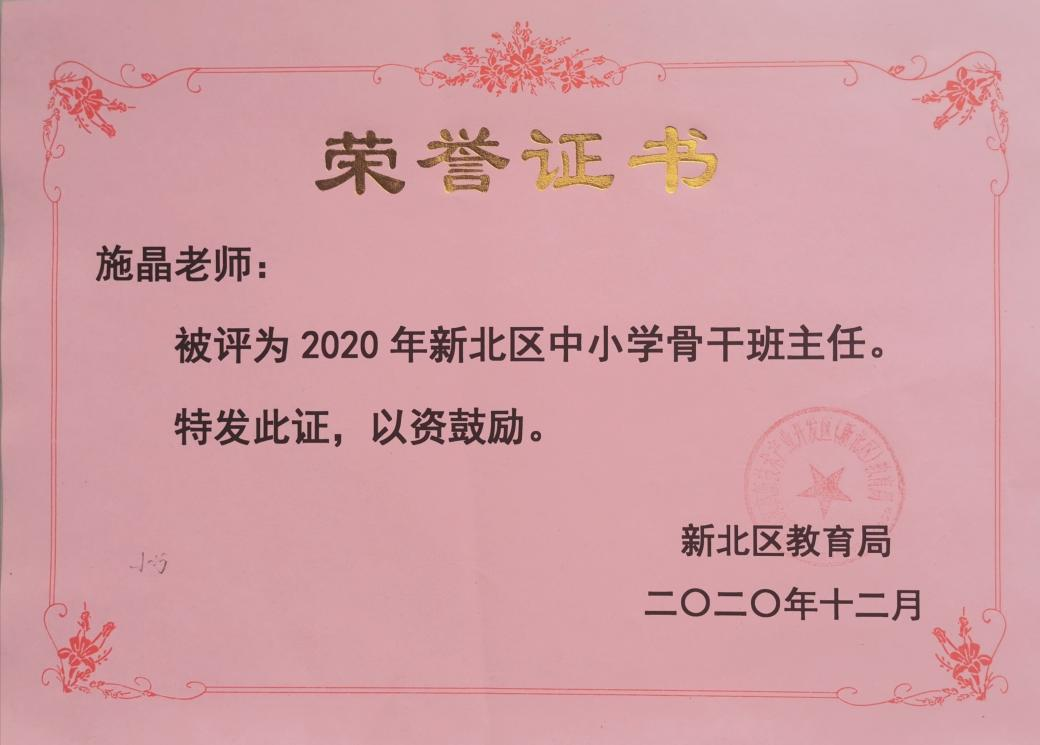 荣誉证书
施晶老师：
被评为 2020 年新北区中小学骨干班主任。
特发此证，以资鼓励。
新北区教育局
二〇二〇年十二月